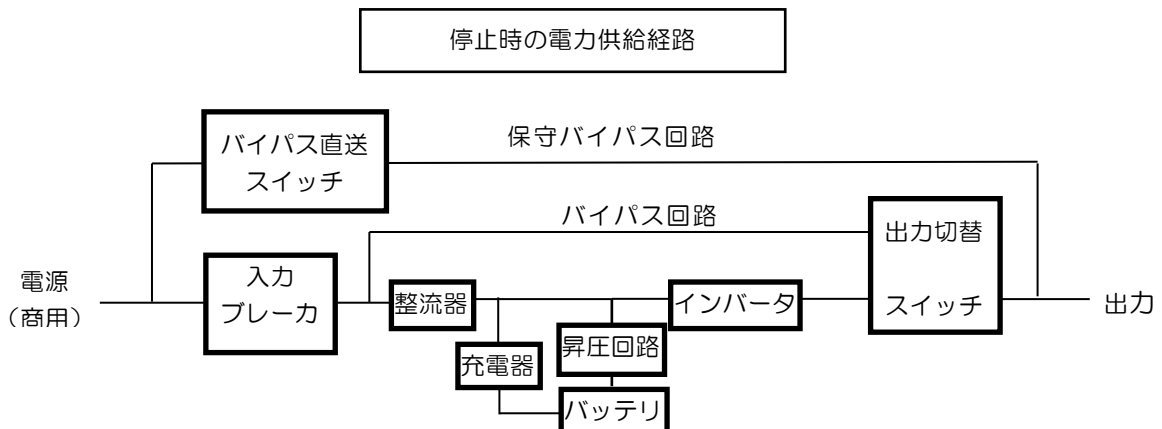 停止時の電力供給経路
バイパス直送
スイッチ
保守バイパス回路
バイパス回路
出力切替
スイッチ
電源
(商用)
入力
ブレーカ
整流器
インバータ
出力
充電器
昇圧回路
バッテリ